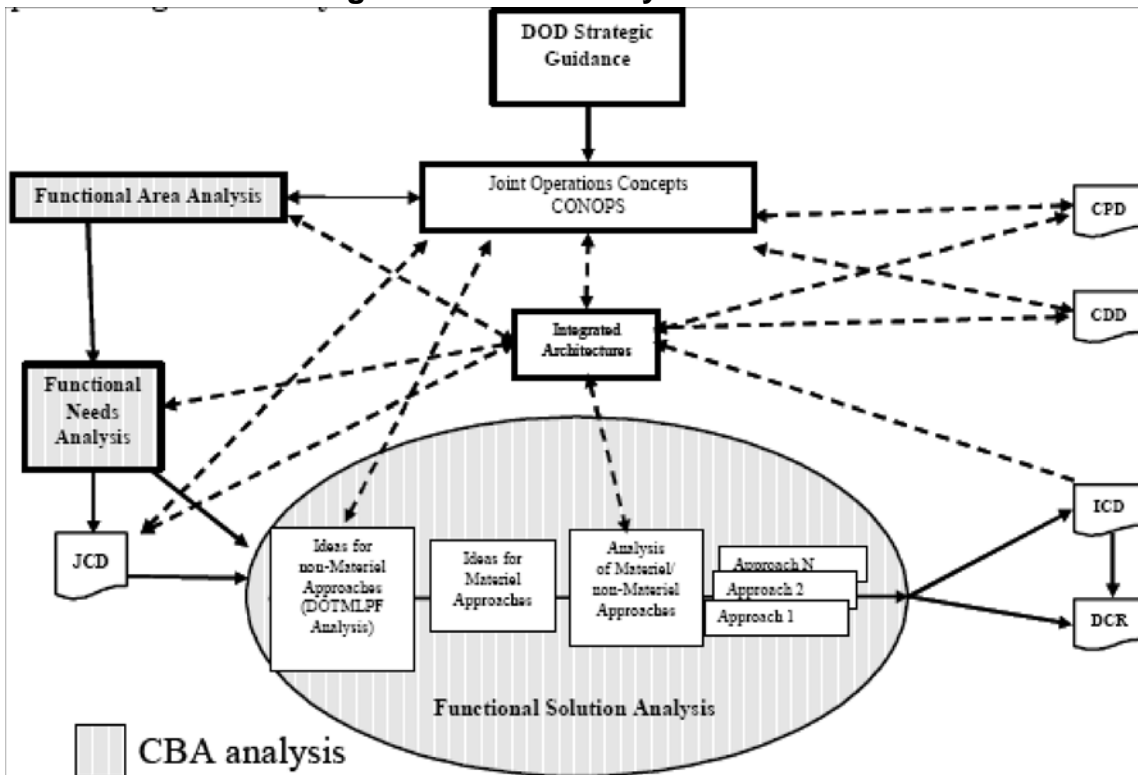 DOD Strategic
Guidance
Joint Operations Concepts
CONOPS
Functional Area Analysis
CPD
CDD
Integrated
Architectures
Functional
Needs
Analysis
JCD
Ideas for
non-Materiel
Approaches
(DOTMLPF
Analysis)
Ideas for
Materiel
Approaches
Analysis
of Materiel/
non-Materiel
Approaches
Approach N
Approach 2
Approach 1
ICD
DCR
Functional Solution Analysis
CBA analysis